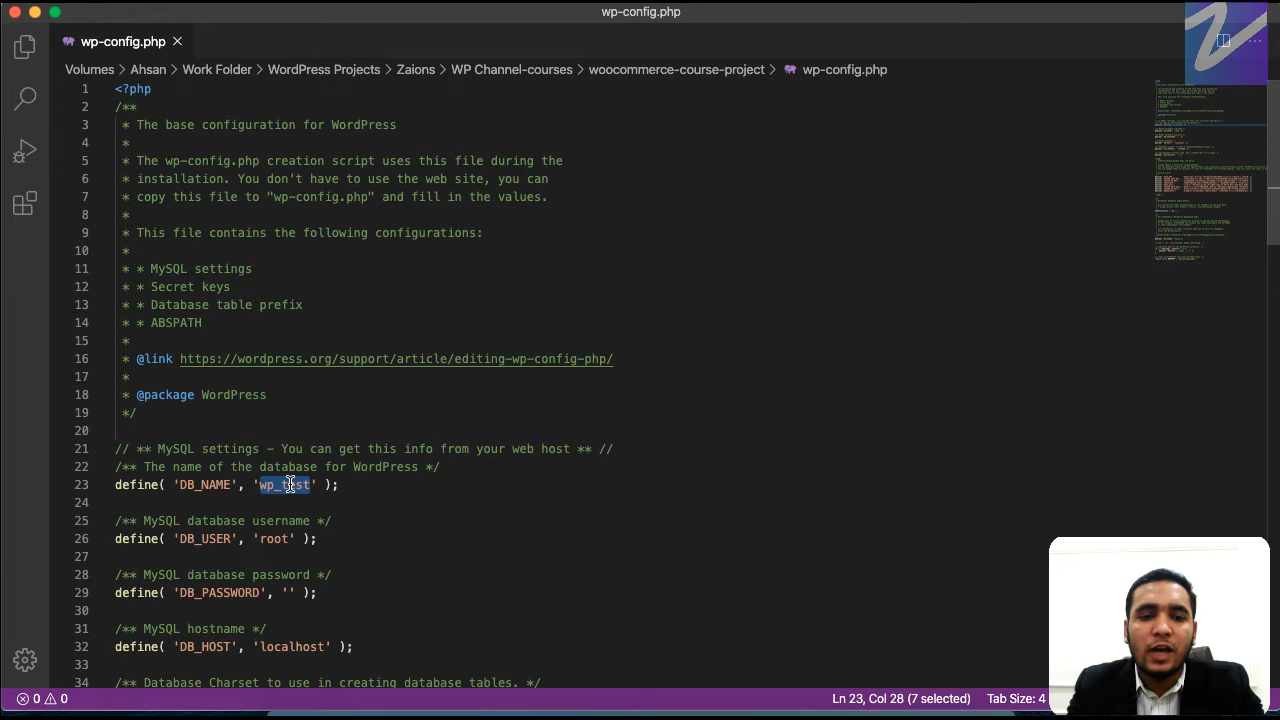 wp-config.php
wp-config.php
Volumes > Ahsan > Work Folder > WordPress Projects > Zaions > WP Channel-courses > woocommerce-course-project > wp-config.php
1 <?php
2 /**
3 * The base configuration for WordPress
4 *
5 * The wp-config.php creation script uses this file during the
6 * installation. You don't have to use the web site, you can
7 * copy this file to "wp-config.php" and fill in the values.
8 *
9 * This file contains the following configurations:
10 *
11 * * MySQL settings
12 * * Secret keys
13 * * Database table prefix
14 * * ABSPATH
15 *
16 * @link https://wordpress.org/support/article/editing-wp-config-php/
17 *
18 * @package WordPress
19 */
20
21 // ** MySQL settings - You can get this info from your web host ** //
22 /** The name of the database for WordPress */
23 define( 'DB_NAME', 'wp_test' );
24
25 /** MySQL database username */
26 define( 'DB_USER', 'root' );
27
28 /** MySQL database password */
29 define( 'DB_PASSWORD', '' );
30
31 /** MySQL hostname */
32 define( 'DB_HOST', 'localhost' );
33
34 /** Database Charset to use in creating database tables. */
0 0 Ln 23, Col 28 (7 selected) Tab Size: 4